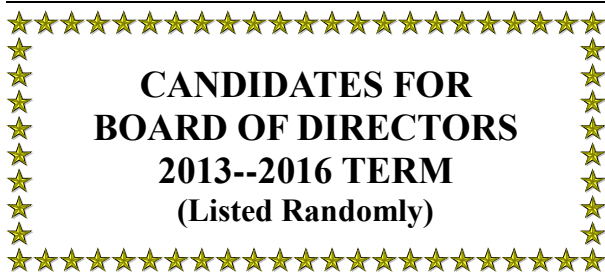 CANDIDATES FOR
BOARD OF DIRECTORS
2013--2016 TERM
(Listed Randomly)